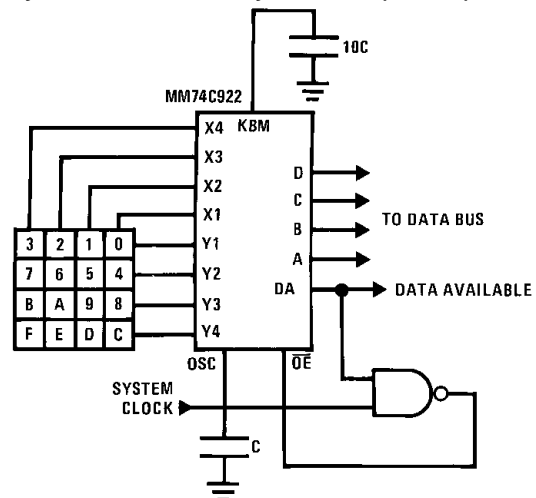 10C
MM74C922
KBM
X4
X3
X2
X1
Y1
Y2
Y3
Y4
D
C
B
A
DA
TO DATA BUS
DATA AVAILABLE
3 2 1 0
7 6 5 4
B A 9 8
F E D C
OSC
OE
SYSTEM
CLOCK
C